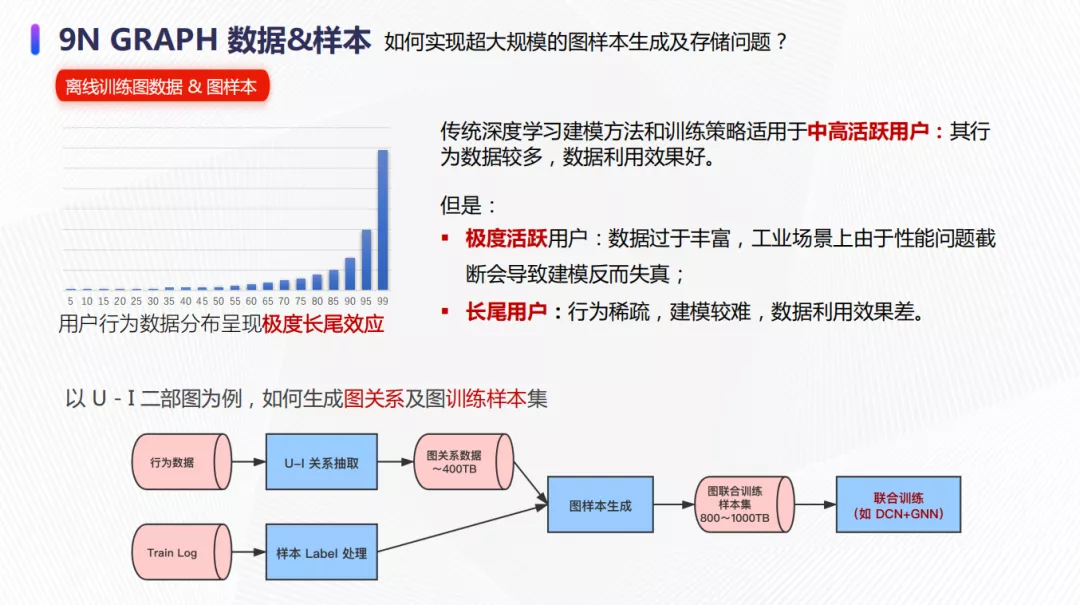 9N GRAPH 数据&样本 如何实现超大规模的图样本生成及存储问题？
离线训练图数据 & 图样本
传统深度学习建模方法和训练策略适用于中高活跃用户：其行
为数据较多，数据利用效果好。
但是：
▪ 极度活跃用户：数据过于丰富，工业场景上由于性能问题截
断会导致建模反而失真；
▪ 长尾用户：行为稀疏，建模较难，数据利用效果差。
5 10 15 20 25 30 35 40 45 50 55 60 65 70 75 80 85 90 95 99
用户行为数据分布呈现极度长尾效应
以 U - I 二部图为例，如何生成图关系及图训练样本集
行为数据
U-I 关系抽取
图关系数据
～400TB
Train Log
样本 Label 处理
图样本生成
图联合训练
样本集
800～1000TB
联合训练
（如 DCN+GNN）